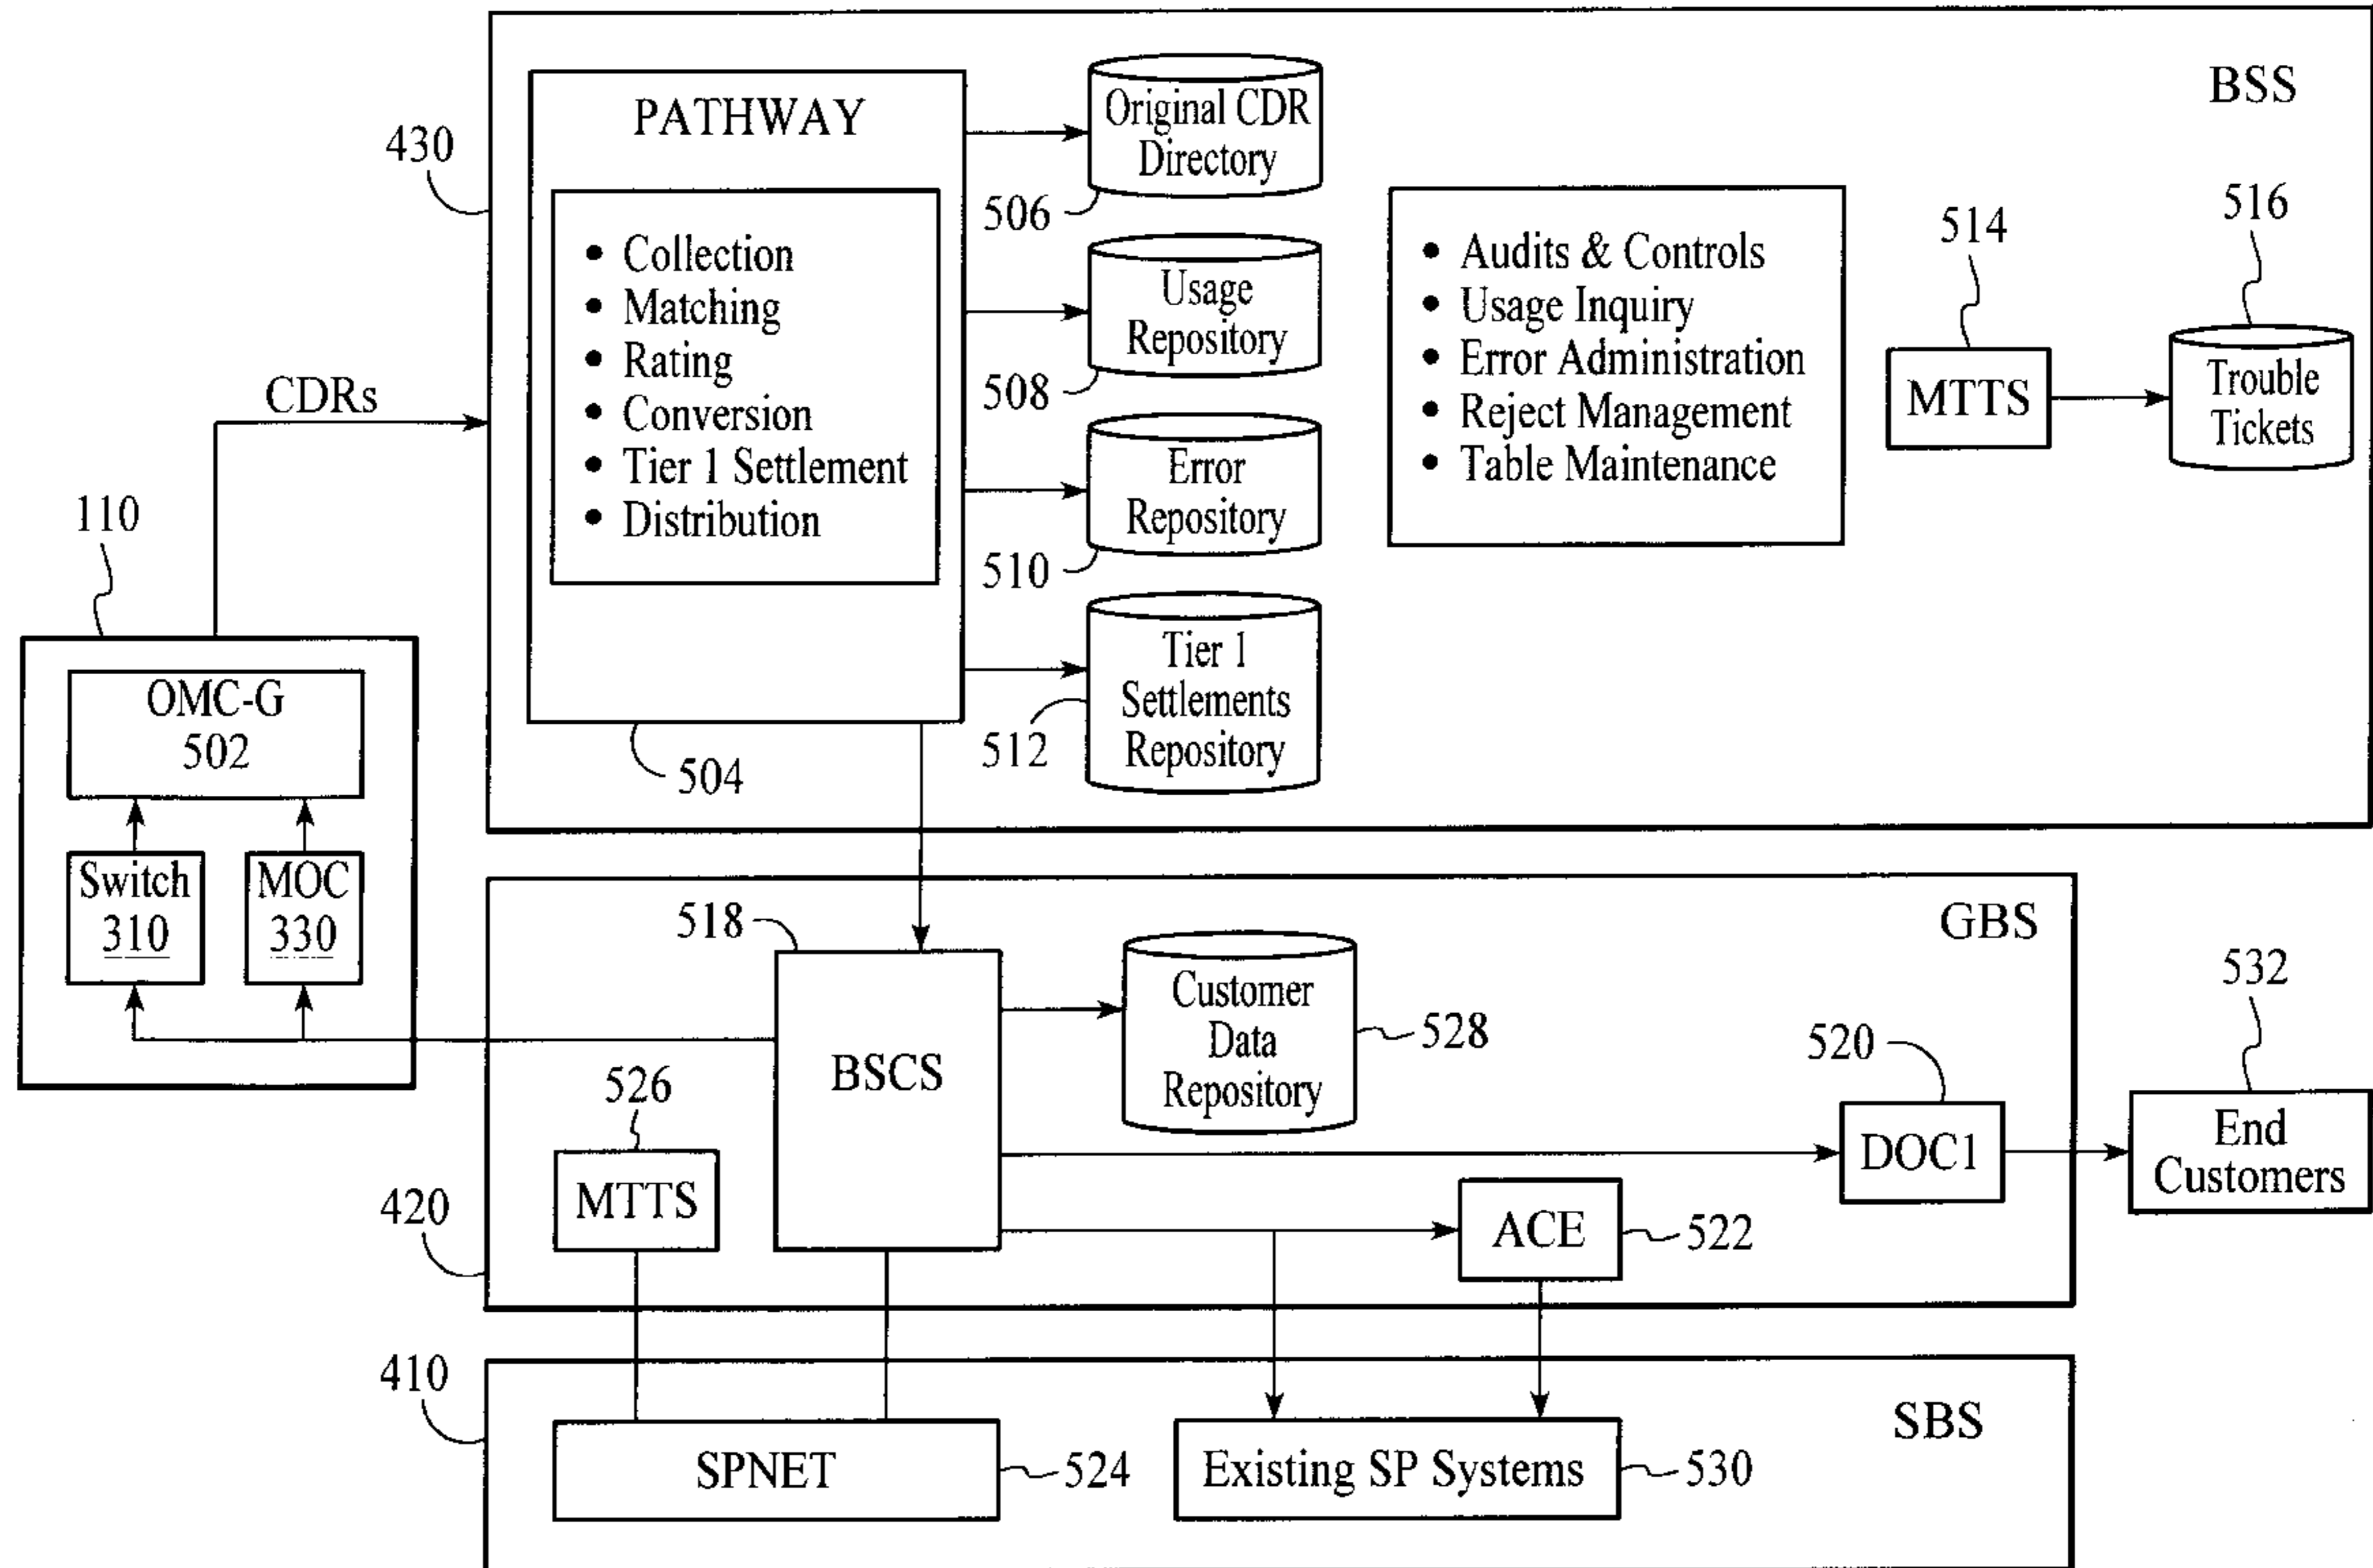 BSS
430
PATHWAY
• Collection
• Matching
• Rating
• Conversion
• Tier 1 Settlement
• Distribution
504
Original CDR
Directory
506
Usage
Repository
508
Error
Repository
510
Tier 1
Settlements
Repository
512
• Audits & Controls
• Usage Inquiry
• Error Administration
• Reject Management
• Table Maintenance
514
MTTS
516
Trouble
Tickets
CDRs
110
OMC-G
502
Switch
310
MOC
330
GBS
420
518
BSCS
526
MTTS
Customer
Data
Repository
528
520
DOC1
ACE
522
532
End
Customers
SBS
410
SPNET
524
Existing SP Systems
530